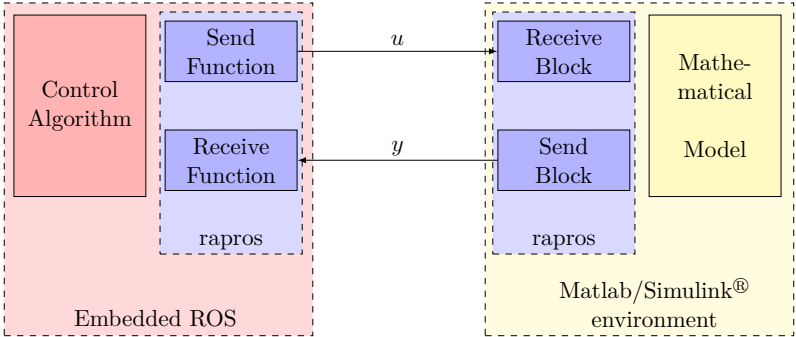 Control
Algorithm
Send
Function
Receive
Function
rapros
Embedded ROS
u
y
Receive
Block
Send
Block
rapros
Mathe-
matical
Model
Matlab/Simulink®
environment